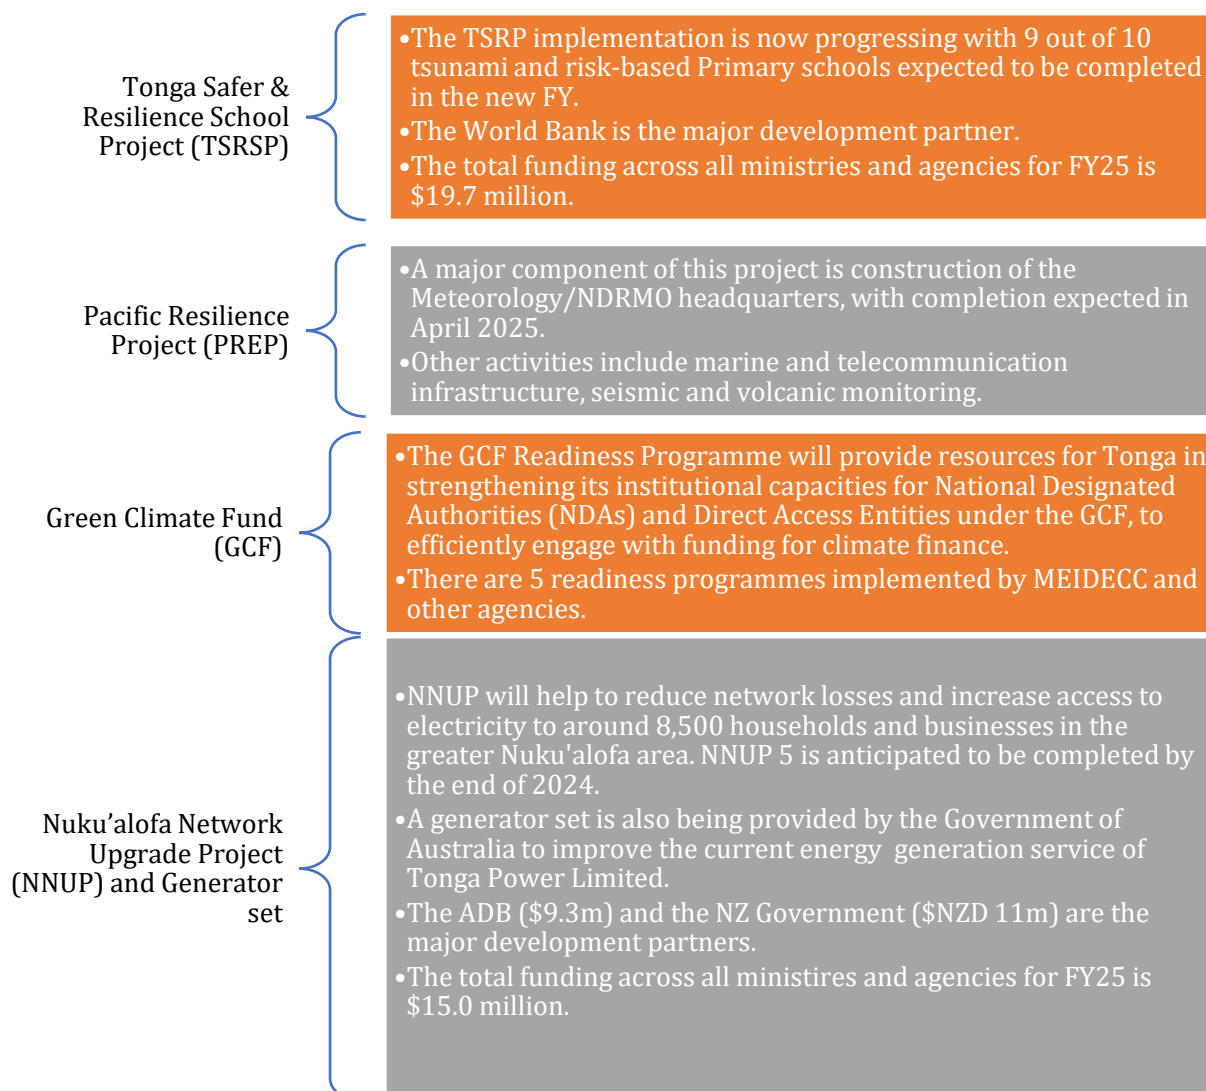 Tonga Safer &
Resilience School
Project (TSRSP)
•The TSRP implementation is now progressing with 9 out of 10
tsunami and risk-based Primary schools expected to be completed
in the new FY.
•The World Bank is the major development partner.
•The total funding across all ministries and agencies for FY25 is
$19.7 million.
Pacific Resilience
Project (PREP)
•A major component of this project is construction of the
Meteorology/NDRMO headquarters, with completion expected in
April 2025.
•Other activities include marine and telecommunication
infrastructure, seismic and volcanic monitoring.
Green Climate Fund
(GCF)
•The GCF Readiness Programme will provide resources for Tonga in
strengthening its institutional capacities for National Designated
Authorities (NDAs) and Direct Access Entities under the GCF, to
efficiently engage with funding for climate finance.
•There are 5 readiness programmes implemented by MEIDECC and
other agencies.
Nuku’alofa Network
Upgrade Project
(NNUP) and Generator
set
•NNUP will help to reduce network losses and increase access to
electricity to around 8,500 households and businesses in the
greater Nuku'alofa area. NNUP 5 is anticipated to be completed by
the end of 2024.
•A generator set is also being provided by the Government of
Australia to improve the current energy  generation service of
Tonga Power Limited.
•The ADB ($9.3m) and the NZ Government ($NZD 11m) are the
major development partners.
•The total funding across all ministires and agencies for FY25 is
$15.0 million.